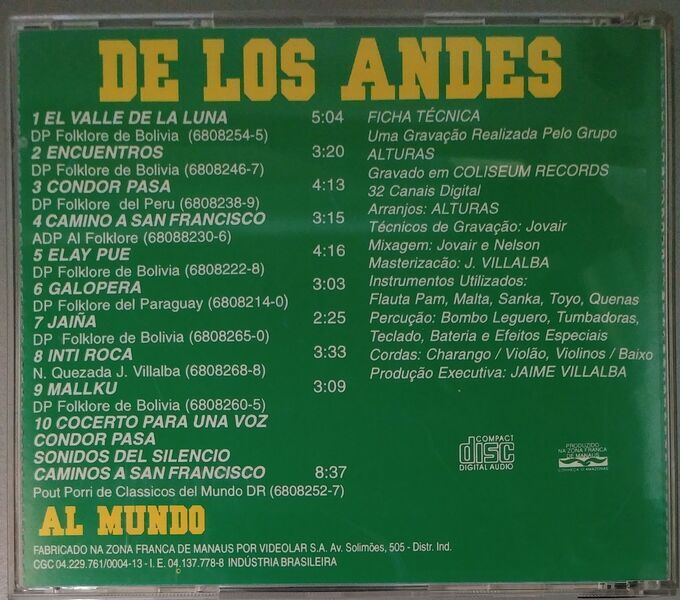 DE LOS ANDES
1 EL VALLE DE LA LUNA 5:04
DP Folklore de Bolivia (6808254-5)
2 ENCUENTROS 3:20
DP Folklore de Bolivia (6808246-7)
3 CONDOR PASA 4:13
DP Folklore del Peru (6808238-9)
4 CAMINO A SAN FRANCISCO 3:15
ADP Al Folklore (68088230-6)
5 ELAY PUE 4:16
DP Folklore de Bolivia (6808222-8)
6 GALOPERA 3:03
DP Folklore del Paraguay (6808214-0)
7 JAIÑA 2:25
DP Folklore de Bolivia (6808265-0)
8 INTI ROCA 3:33
N. Quezada J. Villalba (6808268-8)
9 MALLKU 3:09
DP Folklore de Bolivia (6808260-5)
10 COCERTO PARA UNA VOZ
CONDOR PASA
SONIDOS DEL SILENCIO
CAMINOS A SAN FRANCISCO 8:37
Pout Porri de Classicos del Mundo DR (6808252-7)
FICHA TÉCNICA
Uma Gravação Realizada Pelo Grupo
ALTURAS
Gravado em COLISEUM RECORDS
32 Canais Digital
Arranjos: ALTURAS
Técnicos de Gravação: Jovair
Mixagem: Jovair e Nelson
Masterizacão: J. VILLALBA
Instrumentos Utilizados:
Flauta Pam, Malta, Sanka, Toyo, Quenas
Percução: Bombo Leguero, Tumbadoras,
Teclado, Bateria e Efeitos Especiais
Cordas: Charango / Violão, Violinos / Baixo
Produção Executiva: JAIME VILLALBA
COMPACT
disc
DIGITAL AUDIO
PRODUZIDO
NA ZONA FRANCA
DE MANAUS
CONHEÇA O AMAZONAS
AL MUNDO
FABRICADO NA ZONA FRANCA DE MANAUS POR VIDEOLAR S.A. Av. Solimões, 505 - Distr. Ind.
CGC 04.229.761/0004-13 - I. E. 04.137.778-8 INDÚSTRIA BRASILEIRA